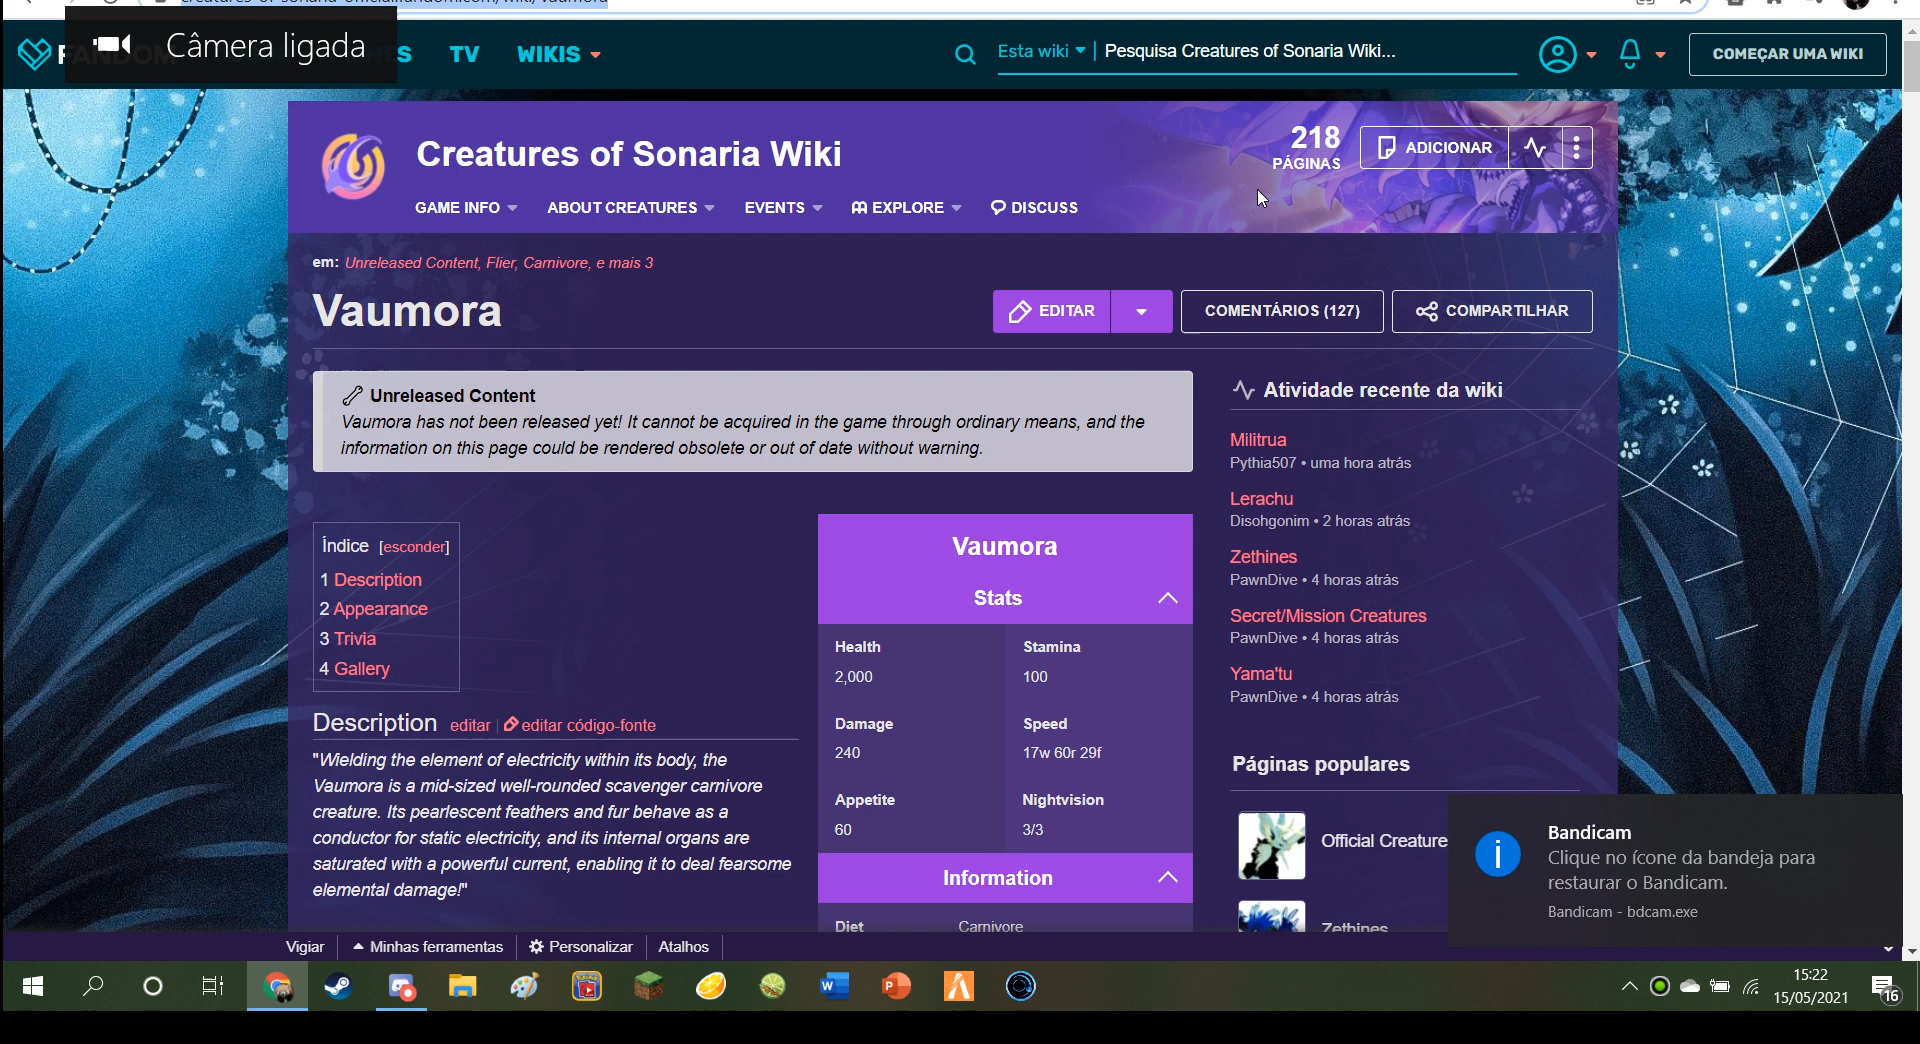 Câmera ligada
TV
WIKIS
Esta wiki
Pesquisa Creatures of Sonaria Wiki...
COMEÇAR UMA WIKI
Creatures of Sonaria Wiki
218
PÁGINAS
ADICIONAR
GAME INFO
ABOUT CREATURES
EVENTS
EXPLORE
DISCUSS
em: Unreleased Content, Flier, Carnivore, e mais 3
Vaumora
EDITAR
COMENTÁRIOS (127)
COMPARTILHAR
Unreleased Content
Vaumora has not been released yet! It cannot be acquired in the game through ordinary means, and the
information on this page could be rendered obsolete or out of date without warning.
Índice [esconder]
1 Description
2 Appearance
3 Trivia
4 Gallery
Description editar editar código-fonte
"Wielding the element of electricity within its body, the
Vaumora is a mid-sized well-rounded scavenger carnivore
creature. Its pearlescent feathers and fur behave as a
conductor for static electricity, and its internal organs are
saturated with a powerful current, enabling it to deal fearsome
elemental damage!"
Vaumora
Stats
Health
2,000
Stamina
100
Damage
240
Speed
17w 60r 29f
Appetite
60
Nightvision
3/3
Information
Diet
Carnivore
Atividade recente da wiki
Militrua
Pythia507 • uma hora atrás
Lerachu
Disohgonim • 2 horas atrás
Zethines
PawnDive • 4 horas atrás
Secret/Mission Creatures
PawnDive • 4 horas atrás
Yama'tu
PawnDive • 4 horas atrás
Páginas populares
Official Creature
Zethines
Bandicam
Clique no ícone da bandeja para
restaurar o Bandicam.
Bandicam - bdcam.exe
Vigiar
Minhas ferramentas
Personalizar
Atalhos
15:22
15/05/2021
16